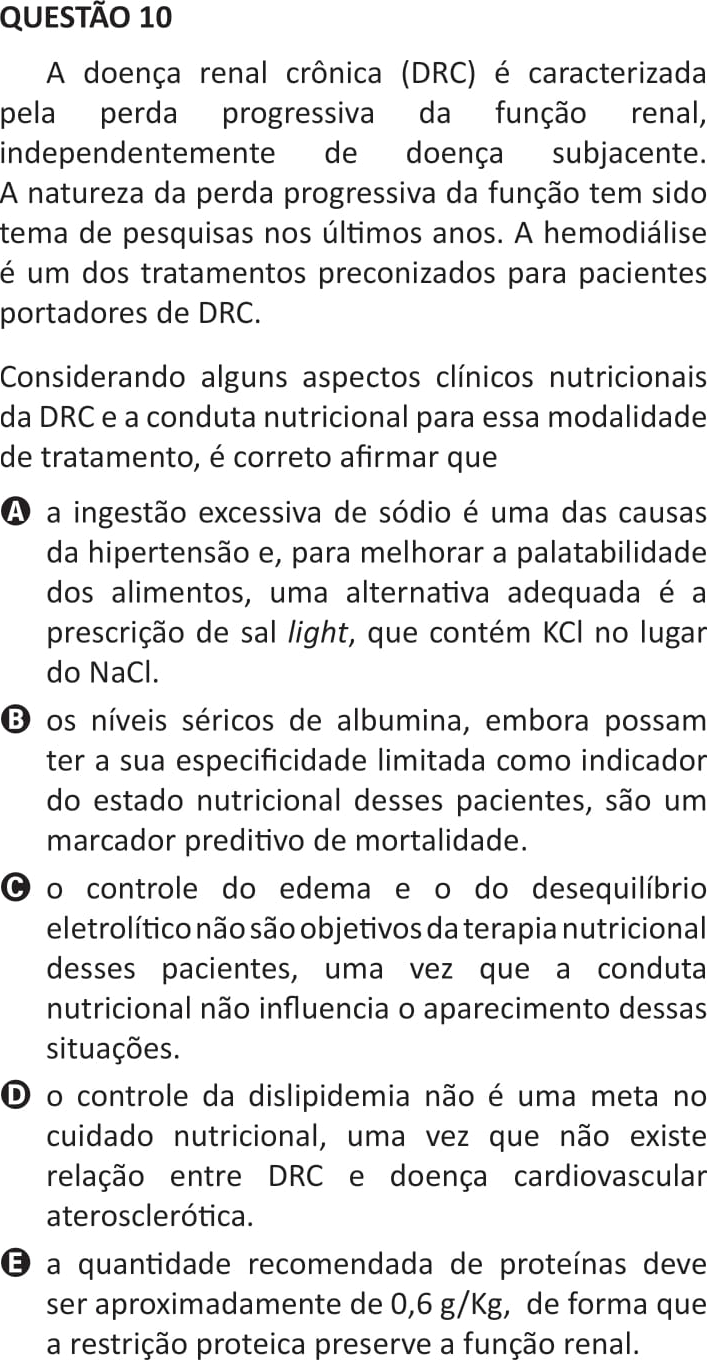 QUESTÃO 10
A doença renal crônica (DRC) é caracterizada
pela perda progressiva da função renal,
independentemente de doença subjacente.
A natureza da perda progressiva da função tem sido
tema de pesquisas nos últimos anos. A hemodiálise
é um dos tratamentos preconizados para pacientes
portadores de DRC.
Considerando alguns aspectos clínicos nutricionais
da DRC e a conduta nutricional para essa modalidade
de tratamento, é correto afirmar que
A a ingestão excessiva de sódio é uma das causas
da hipertensão e, para melhorar a palatabilidade
dos alimentos, uma alternativa adequada é a
prescrição de sal light, que contém KCl no lugar
do NaCl.
B os níveis séricos de albumina, embora possam
ter a sua especificidade limitada como indicador
do estado nutricional desses pacientes, são um
marcador preditivo de mortalidade.
C o controle do edema e o do desequilíbrio
eletrolítico não são objetivos da terapia nutricional
desses pacientes, uma vez que a conduta
nutricional não influencia o aparecimento dessas
situações.
D o controle da dislipidemia não é uma meta no
cuidado nutricional, uma vez que não existe
relação entre DRC e doença cardiovascular
aterosclerótica.
E a quantidade recomendada de proteínas deve
ser aproximadamente de 0,6 g/Kg, de forma que
a restrição proteica preserve a função renal.